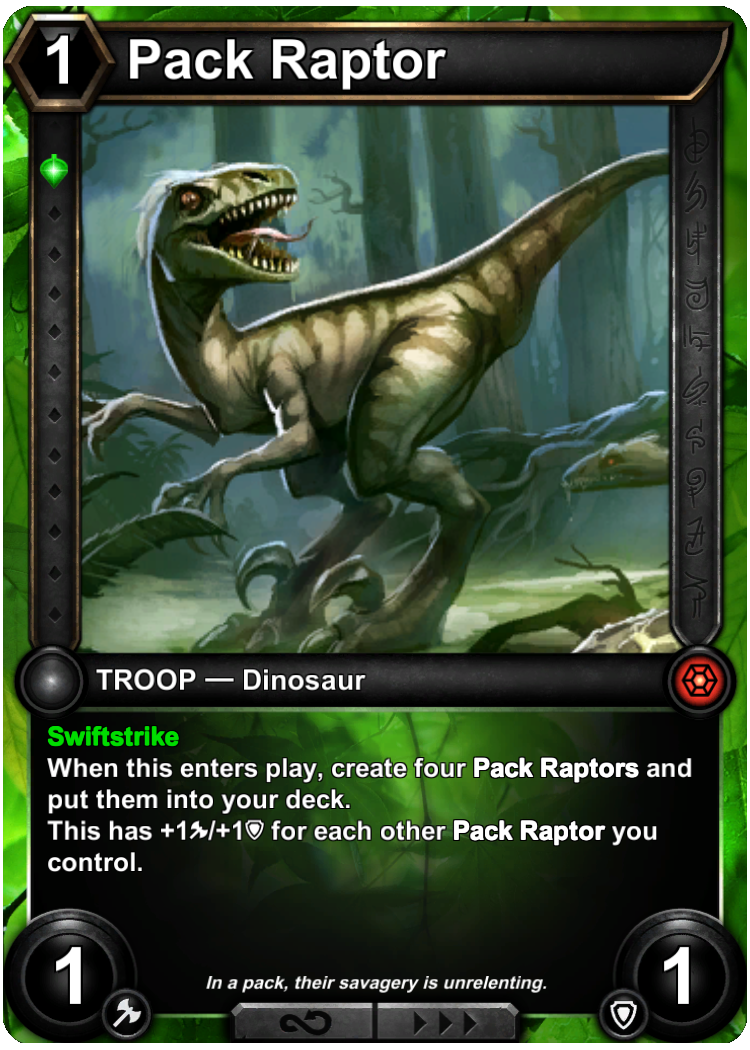 1 Pack Raptor
TROOP — Dinosaur
Swiftstrike
When this enters play, create four Pack Raptors and
put them into your deck.
This has +1/+1 for each other Pack Raptor you
control.
1
In a pack, their savagery is unrelenting.
1